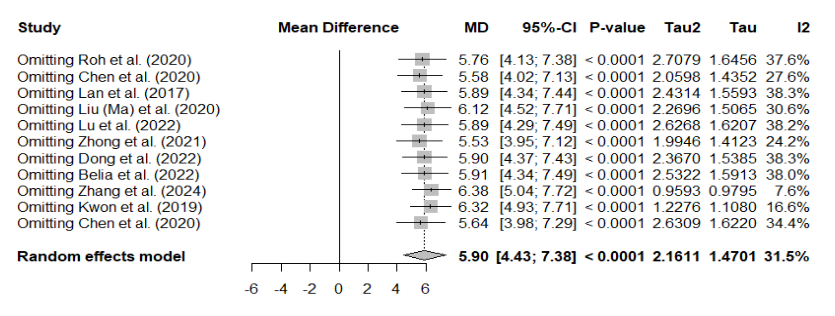 Study Mean Difference MD 95%-CI P-value Tau2 Tau I2
Omitting Roh et al. (2020) 5.76 [4.13; 7.38] < 0.0001 2.7079 1.6456 37.6%
Omitting Chen et al. (2020) 5.58 [4.02; 7.13] < 0.0001 2.0598 1.4352 27.6%
Omitting Lan et al. (2017) 5.89 [4.34; 7.44] < 0.0001 2.4314 1.5593 38.3%
Omitting Liu (Ma) et al. (2020) 6.12 [4.52; 7.71] < 0.0001 2.2696 1.5065 30.6%
Omitting Lu et al. (2022) 5.89 [4.29; 7.49] < 0.0001 2.6268 1.6207 38.2%
Omitting Zhong et al. (2021) 5.53 [3.95; 7.12] < 0.0001 1.9946 1.4123 24.2%
Omitting Dong et al. (2022) 5.90 [4.37; 7.43] < 0.0001 2.3670 1.5385 38.3%
Omitting Belia et al. (2022) 5.91 [4.34; 7.49] < 0.0001 2.5322 1.5913 38.0%
Omitting Zhang et al. (2024) 6.38 [5.04; 7.72] < 0.0001 0.9593 0.9795 7.6%
Omitting Kwon et al. (2019) 6.32 [4.93; 7.71] < 0.0001 1.2276 1.1080 16.6%
Omitting Chen et al. (2020) 5.64 [3.98; 7.29] < 0.0001 2.6309 1.6220 34.4%
Random effects model 5.90 [4.43; 7.38] < 0.0001 2.1611 1.4701 31.5%
-6 -4 -2 0 2 4 6